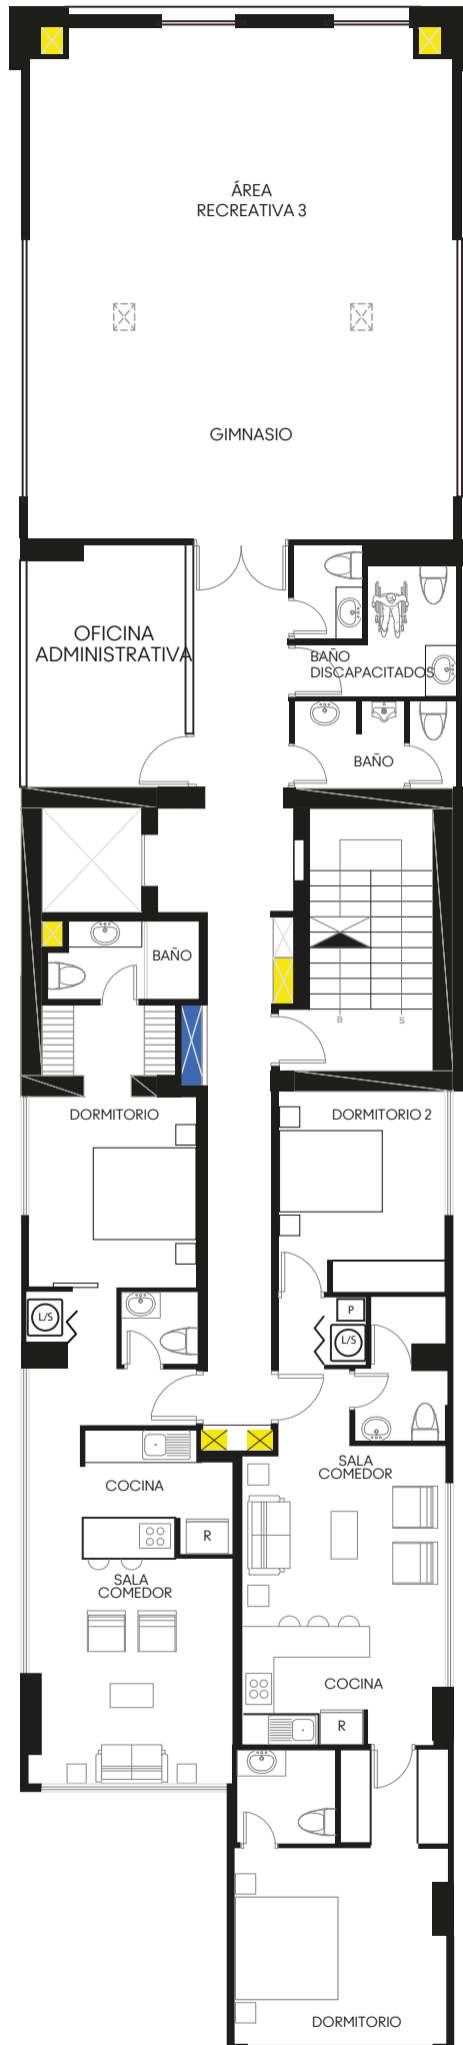 ÁREA
RECREATIVA 3
GIMNASIO
OFICINA
ADMINISTRATIVA
BAÑO
DISCAPACITADOS
BAÑO
BAÑO
B
S
DORMITORIO
DORMITORIO 2
L/S
P
L/S
SALA
COMEDOR
COCINA
R
SALA
COMEDOR
COCINA
R
DORMITORIO